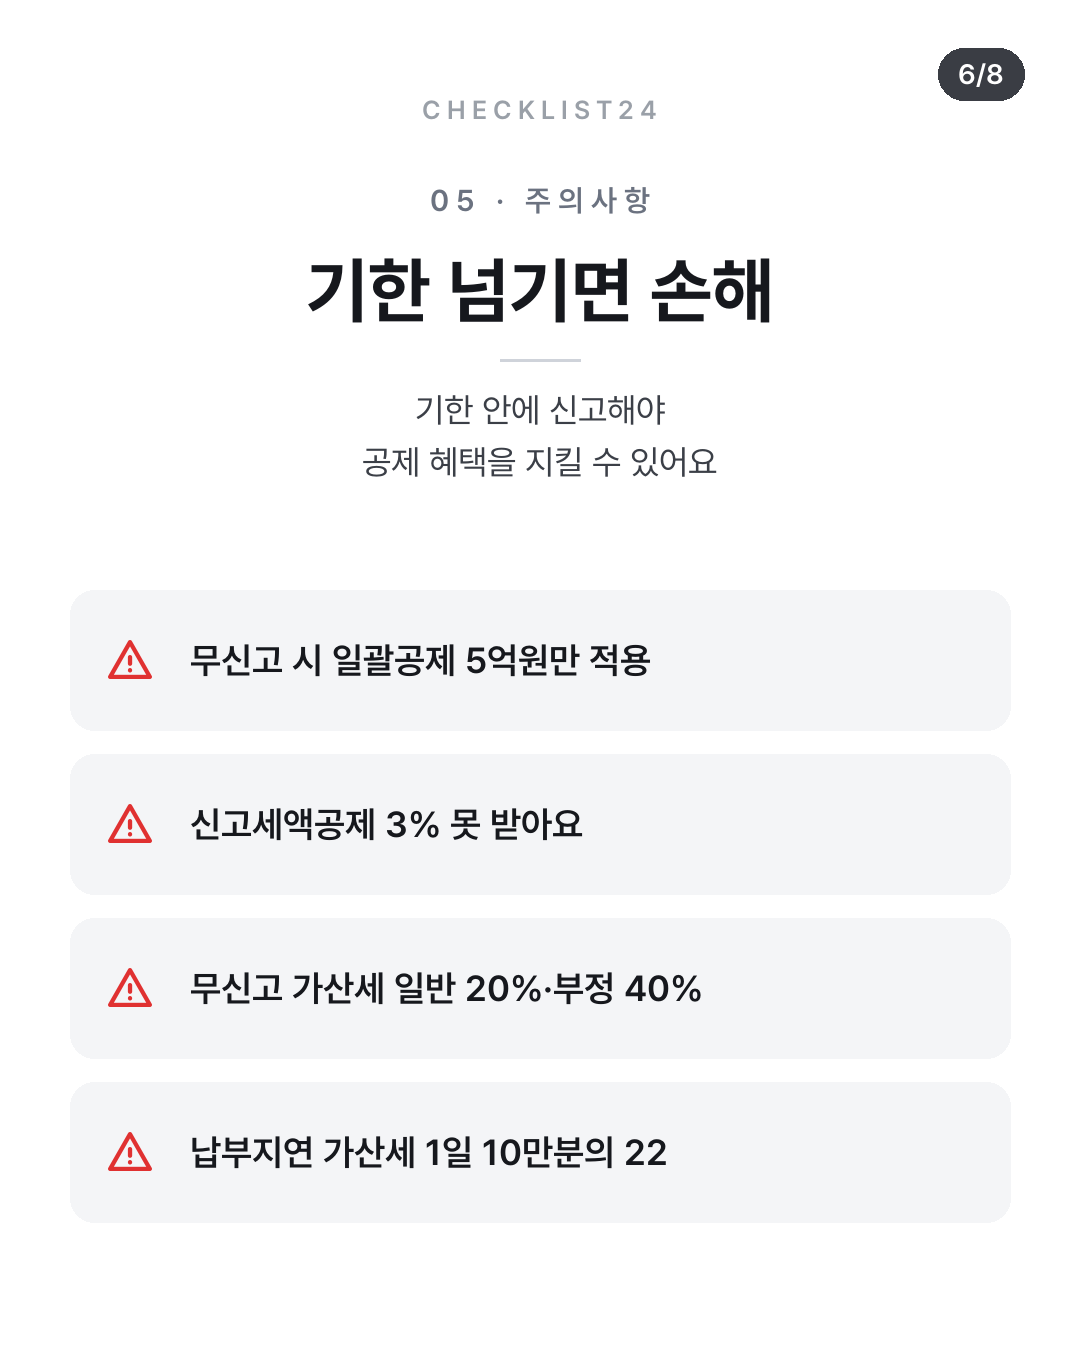 6/8
CHECKLIST24
05 · 주의사항
기한 넘기면 손해
기한 안에 신고해야
공제 혜택을 지킬 수 있어요
무신고 시 일괄공제 5억원만 적용
신고세액공제 3% 못 받아요
무신고 가산세 일반 20%·부정 40%
납부지연 가산세 1일 10만분의 22